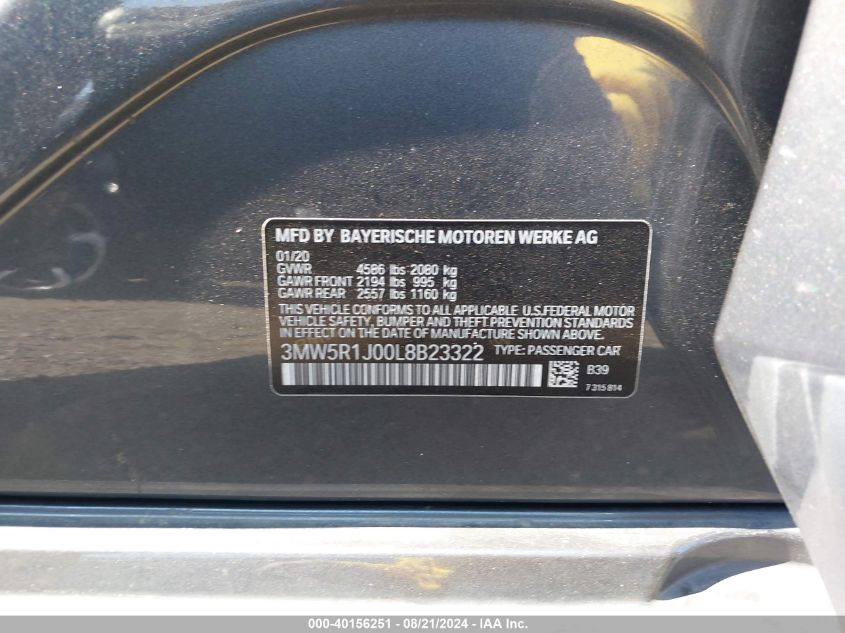 MFD BY BAYERISCHE MOTOREN WERKE AG
01/20
GVWR 4586 lbs 2080 kg
GAWR FRONT 2194 lbs 995 kg
GAWR REAR 2557 lbs 1160 kg
THIS VEHICLE CONFORMS TO ALL APPLICABLE U.S.FEDERAL MOTOR
VEHICLE SAFETY, BUMPER AND THEFT PREVENTION STANDARDS
IN EFFECT ON THE DATE OF MANUFACTURE SHOWN ABOVE.
3MW5R1J00L8B23322 TYPE: PASSENGER CAR
B39
7 315 814
000-40156251 - 08/21/2024 - IAA Inc.